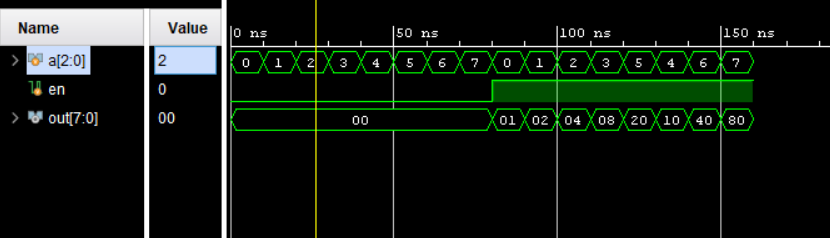 Name Value 0 ns 50 ns 100 ns 150 ns
a[2:0] 2 0 1 2 3 4 5 6 7 0 1 2 3 4 5 6 7
en 0
out[7:0] 00 00 01 02 04 08 20 10 40 80